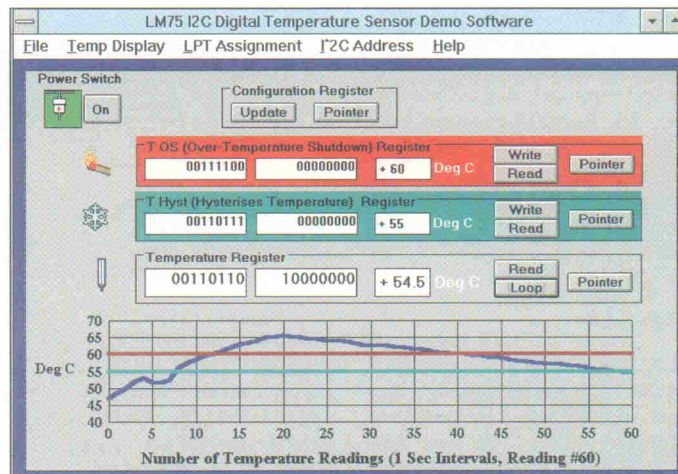 LM75 I2C Digital Temperature Sensor Demo Software
File Temp Display LPT Assignment I^2C Address Help
Power Switch
On
Configuration Register
Update Pointer
T OS (Over-Temperature Shutdown) Register
00111100 00000000 + 60 Deg C Write Read Pointer
T Hyst (Hysterises Temperature) Register
00110111 00000000 + 55 Deg C Write Read Pointer
Temperature Register
00110110 10000000 + 54.5 Deg C Read Loop Pointer
70
65
60
55
50
45
40
Deg C
0 5 10 15 20 25 30 35 40 45 50 55 60
Number of Temperature Readings (1 Sec Intervals, Reading #60)